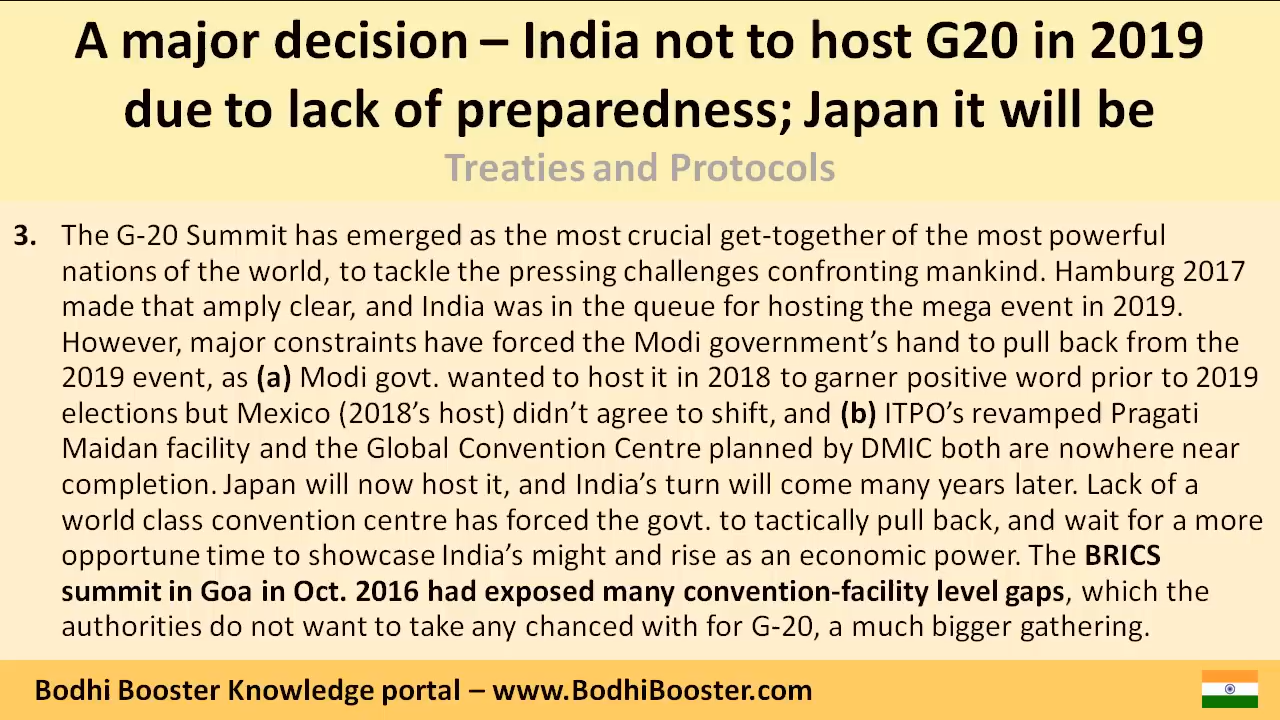 A major decision – India not to host G20 in 2019
due to lack of preparedness; Japan it will be
Treaties and Protocols
3. The G-20 Summit has emerged as the most crucial get-together of the most powerful
nations of the world, to tackle the pressing challenges confronting mankind. Hamburg 2017
made that amply clear, and India was in the queue for hosting the mega event in 2019.
However, major constraints have forced the Modi government’s hand to pull back from the
2019 event, as (a) Modi govt. wanted to host it in 2018 to garner positive word prior to 2019
elections but Mexico (2018’s host) didn’t agree to shift, and (b) ITPO’s revamped Pragati
Maidan facility and the Global Convention Centre planned by DMIC both are nowhere near
completion. Japan will now host it, and India’s turn will come many years later. Lack of a
world class convention centre has forced the govt. to tactically pull back, and wait for a more
opportune time to showcase India’s might and rise as an economic power. The BRICS
summit in Goa in Oct. 2016 had exposed many convention-facility level gaps, which the
authorities do not want to take any chanced with for G-20, a much bigger gathering.
Bodhi Booster Knowledge portal – www.BodhiBooster.com